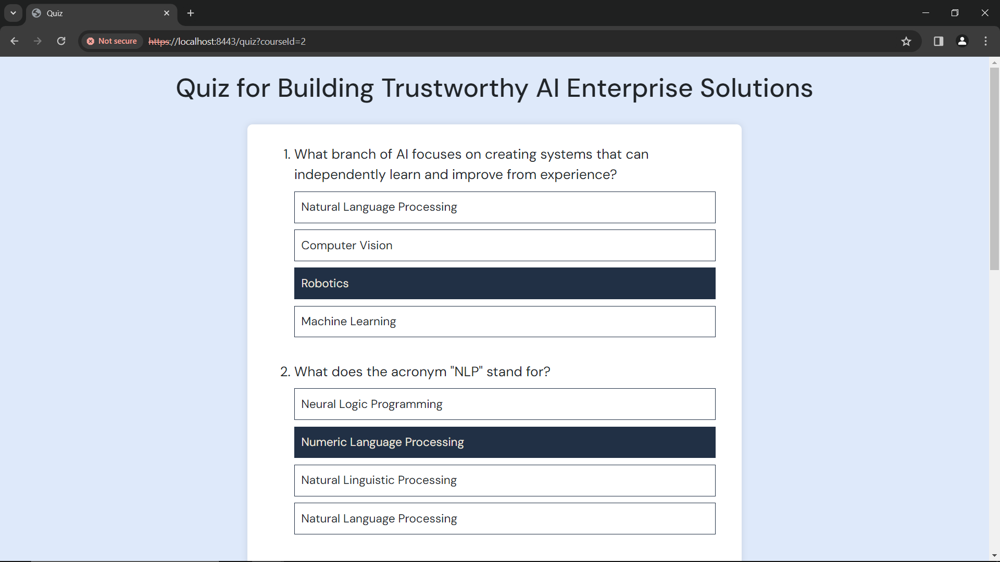 Quiz
Not secure
https://localhost:8443/quiz?courseId=2
Quiz for Building Trustworthy AI Enterprise Solutions
1. What branch of AI focuses on creating systems that can
independently learn and improve from experience?
Natural Language Processing
Computer Vision
Robotics
Machine Learning
2. What does the acronym "NLP" stand for?
Neural Logic Programming
Numeric Language Processing
Natural Linguistic Processing
Natural Language Processing